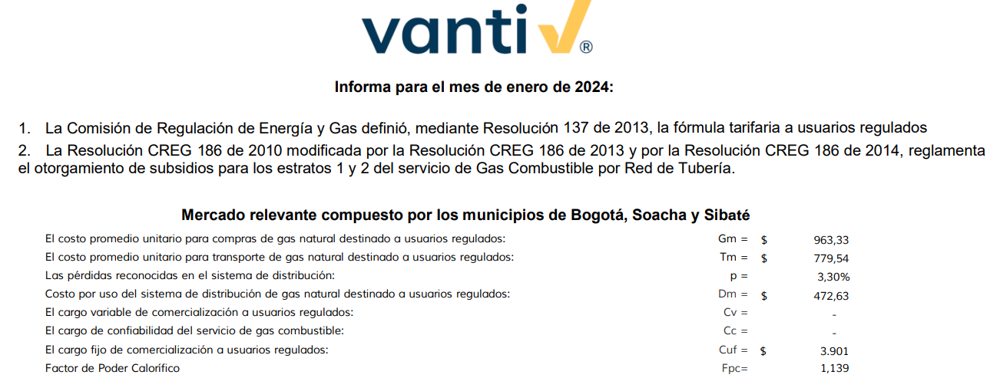 vanti ®
Informa para el mes de enero de 2024:
1. La Comisión de Regulación de Energía y Gas definió, mediante Resolución 137 de 2013, la fórmula tarifaria a usuarios regulados
2. La Resolución CREG 186 de 2010 modificada por la Resolución CREG 186 de 2013 y por la Resolución CREG 186 de 2014, reglamenta
el otorgamiento de subsidios para los estratos 1 y 2 del servicio de Gas Combustible por Red de Tubería.
Mercado relevante compuesto por los municipios de Bogotá, Soacha y Sibaté
El costo promedio unitario para compras de gas natural destinado a usuarios regulados: Gm = $ 963,33
El costo promedio unitario para transporte de gas natural destinado a usuarios regulados: Tm = $ 779,54
Las pérdidas reconocidas en el sistema de distribución: p = 3,30%
Costo por uso del sistema de distribución de gas natural destinado a usuarios regulados: Dm = $ 472,63
El cargo variable de comercialización a usuarios regulados: Cv = -
El cargo de confiabilidad del servicio de gas combustible: Cc = -
El cargo fijo de comercialización a usuarios regulados: Cuf = $ 3.901
Factor de Poder Calorífico Fpc= 1,139